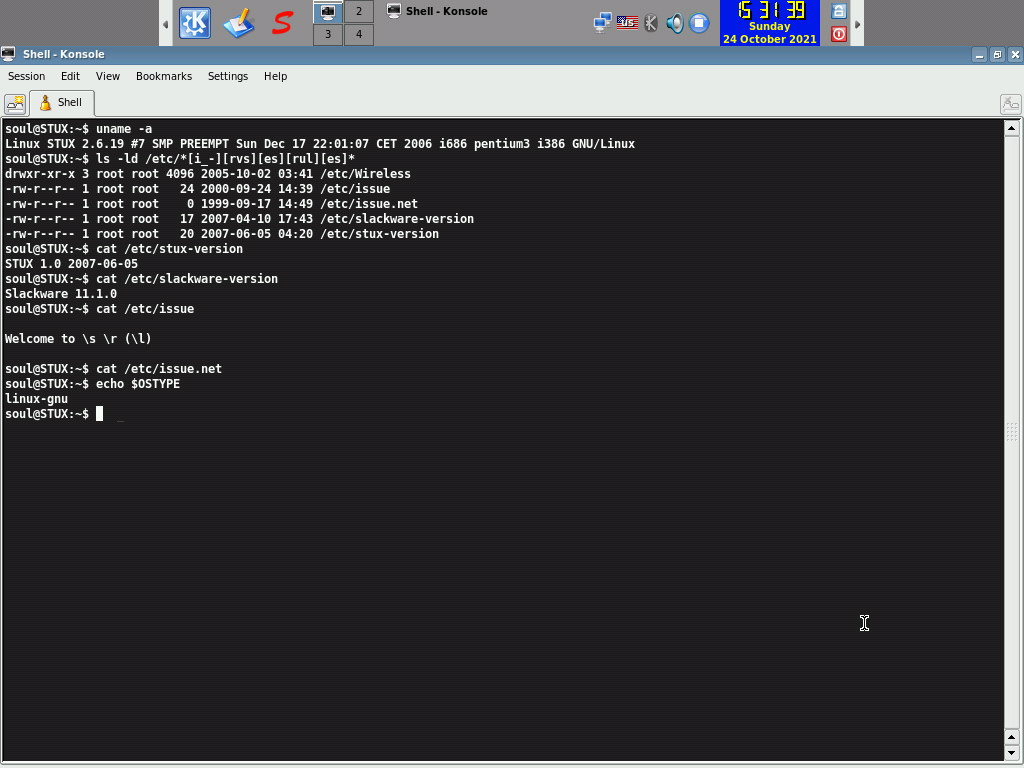 2
3 4
Shell - Konsole
15 31 39
Sunday
24 October 2021
Shell - Konsole
Session Edit View Bookmarks Settings Help
Shell
soul@STUX:~$ uname -a
Linux STUX 2.6.19 #7 SMP PREEMPT Sun Dec 17 22:01:07 CET 2006 i686 pentium3 i386 GNU/Linux
soul@STUX:~$ ls -ld /etc/*[i_-][rvs][es][rul][es]*
drwxr-xr-x 3 root root 4096 2005-10-02 03:41 /etc/Wireless
-rw-r--r-- 1 root root   24 2000-09-24 14:39 /etc/issue
-rw-r--r-- 1 root root    0 1999-09-17 14:49 /etc/issue.net
-rw-r--r-- 1 root root   17 2007-04-10 17:43 /etc/slackware-version
-rw-r--r-- 1 root root   20 2007-06-05 04:20 /etc/stux-version
soul@STUX:~$ cat /etc/stux-version
STUX 1.0 2007-06-05
soul@STUX:~$ cat /etc/slackware-version
Slackware 11.1.0
soul@STUX:~$ cat /etc/issue
Welcome to \s \r (\l)
soul@STUX:~$ cat /etc/issue.net
soul@STUX:~$ echo $OSTYPE
linux-gnu
soul@STUX:~$